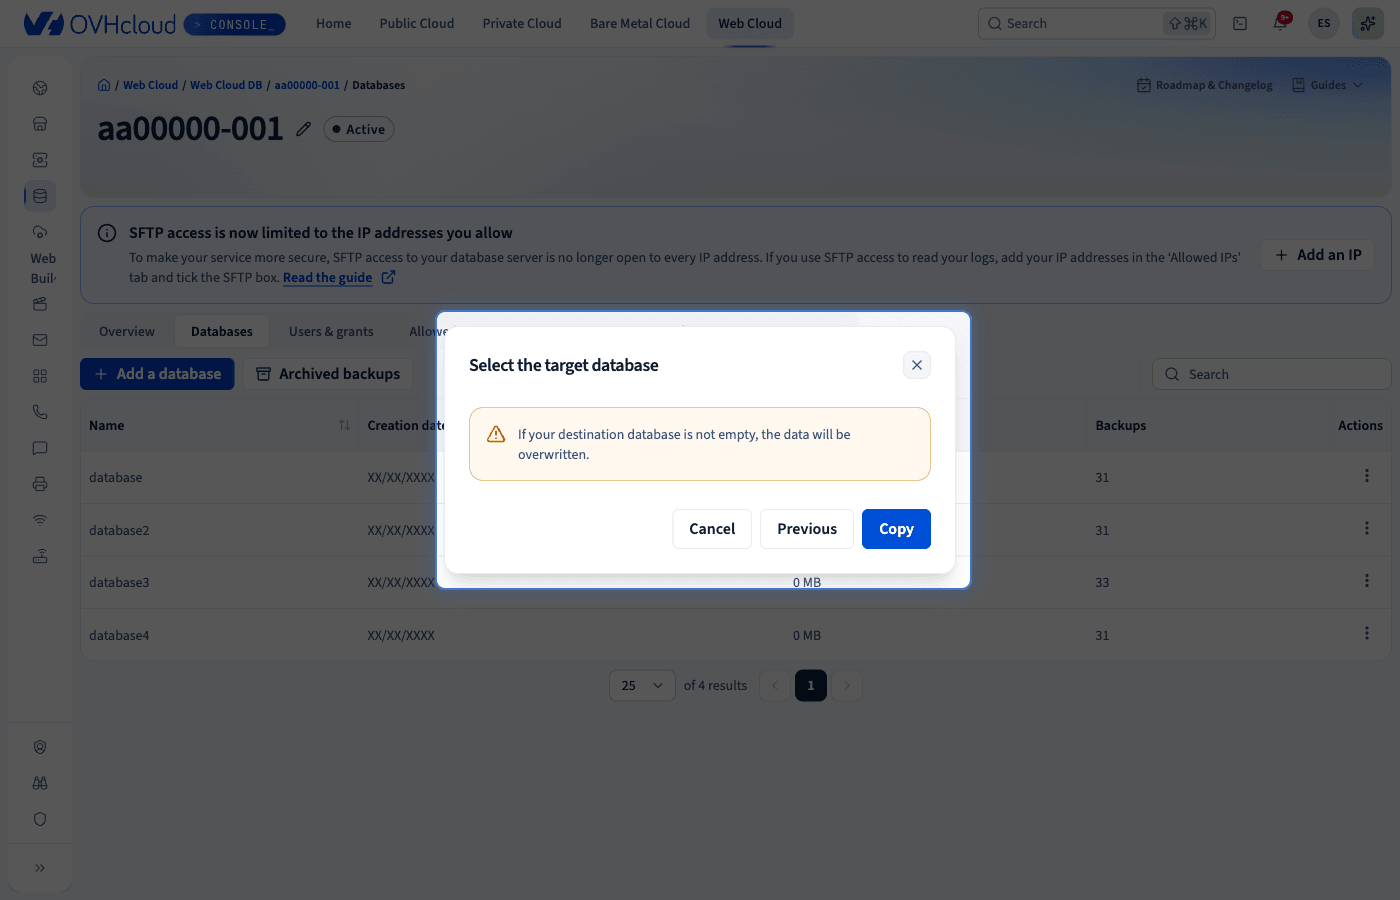 OVHcloud > CONSOLE_ Home Public Cloud Private Cloud Bare Metal Cloud Web Cloud Search ⇧⌘K 9+ ES
/ Web Cloud / Web Cloud DB / aa00000-001 / Databases Roadmap & Changelog Guides
aa00000-001 Active
SFTP access is now limited to the IP addresses you allow
To make your service more secure, SFTP access to your database server is no longer open to every IP address. If you use SFTP access to read your logs, add your IP addresses in the ‘Allowed IPs’
tab and tick the SFTP box. Read the guide
Add an IP
Web
Overview Databases Users & grants
Add a database Archived backups Search
Name Creation date Backups Actions
database XX/XX/XXXX 31
database2 XX/XX/XXXX 31
database3 XX/XX/XXXX 0 MB 33
database4 XX/XX/XXXX 0 MB 31
25 of 4 results 1
Select the target database
If your destination database is not empty, the data will be
overwritten.
Cancel Previous Copy